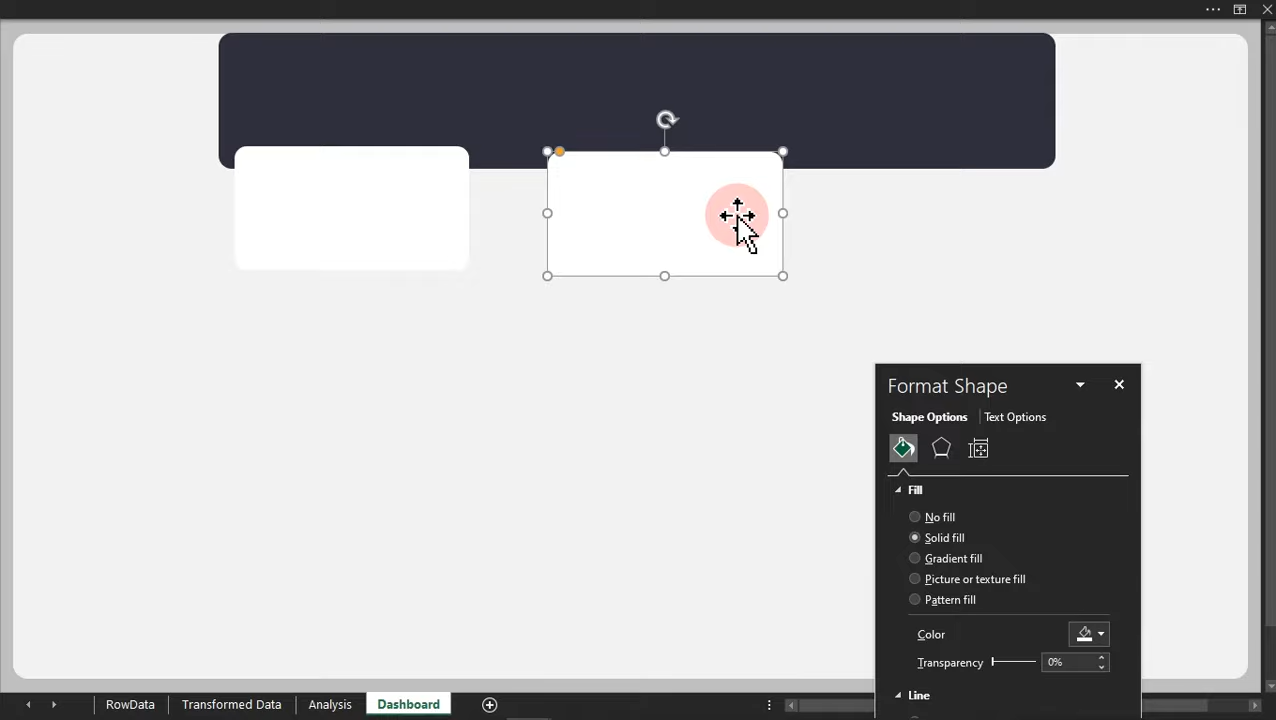 Format Shape
Shape Options Text Options
Fill
No fill
Solid fill
Gradient fill
Picture or texture fill
Pattern fill
Color
Transparency 0%
Line
RowData Transformed Data Analysis Dashboard